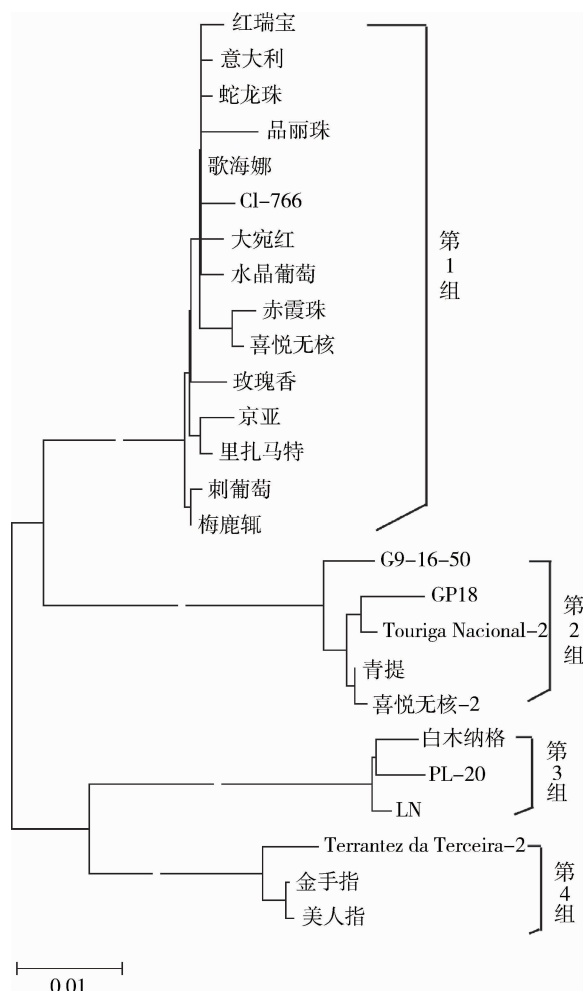 红瑞宝
意大利
蛇龙珠
品丽珠
歌海娜
Cl-766
大宛红
水晶葡萄
赤霞珠
喜悦无核
玫瑰香
京亚
里扎马特
刺葡萄
梅鹿辄
第1组
G9-16-50
GP18
Touriga Nacional-2
青提
喜悦无核-2
第2组
白木纳格
PL-20
LN
第3组
Terrantez da Terceira-2
金手指
美人指
第4组
0.01